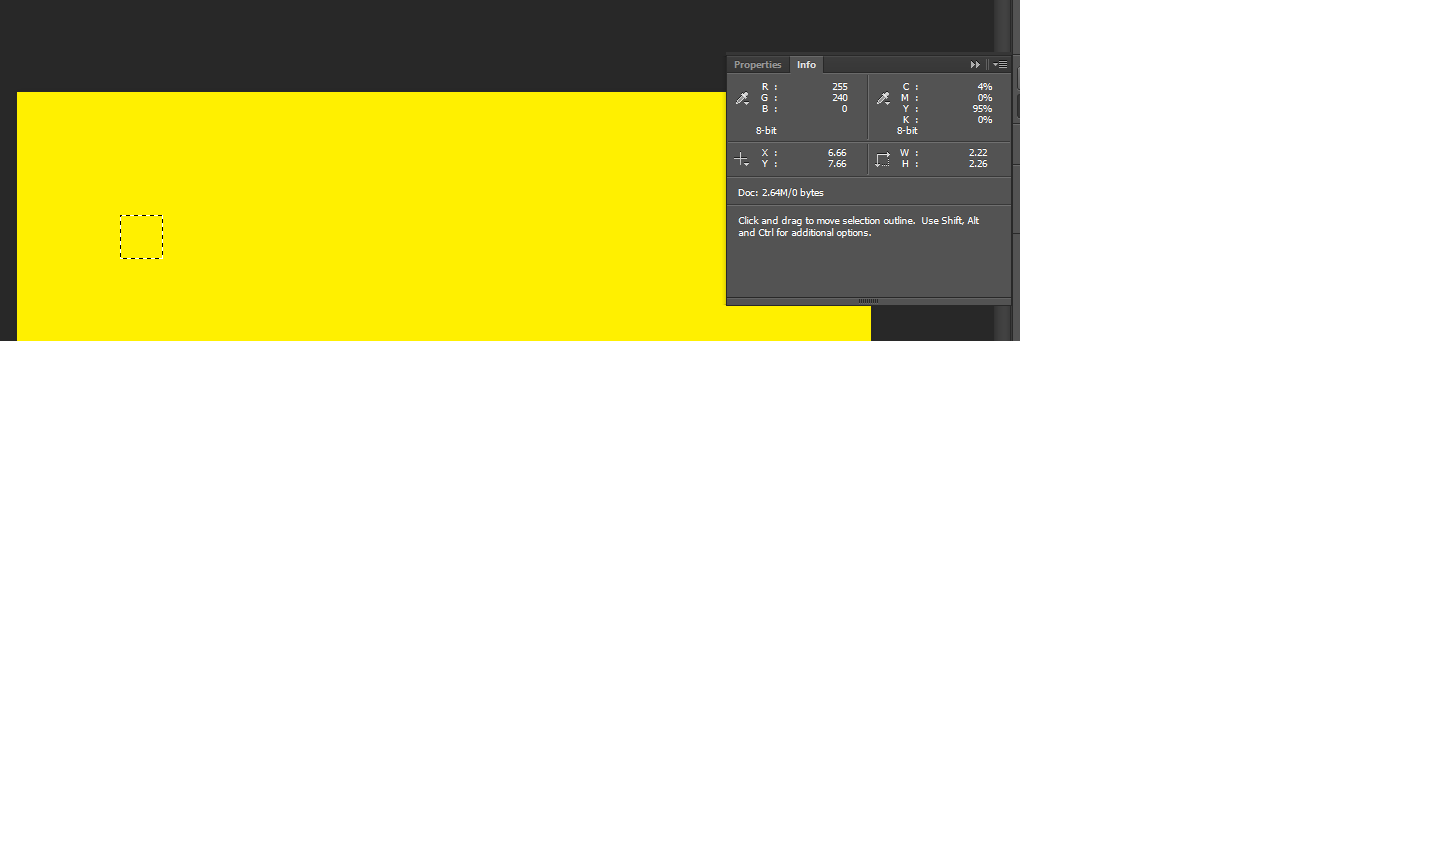 Properties Info
R : 255 C : 4%
G : 240 M : 0%
B : 0 Y : 95%
K : 0%
8-bit 8-bit
X : 6.66 W : 2.22
Y : 7.66 H : 2.26
Doc: 2.64M/0 bytes
Click and drag to move selection outline.  Use Shift, Alt
and Ctrl for additional options.